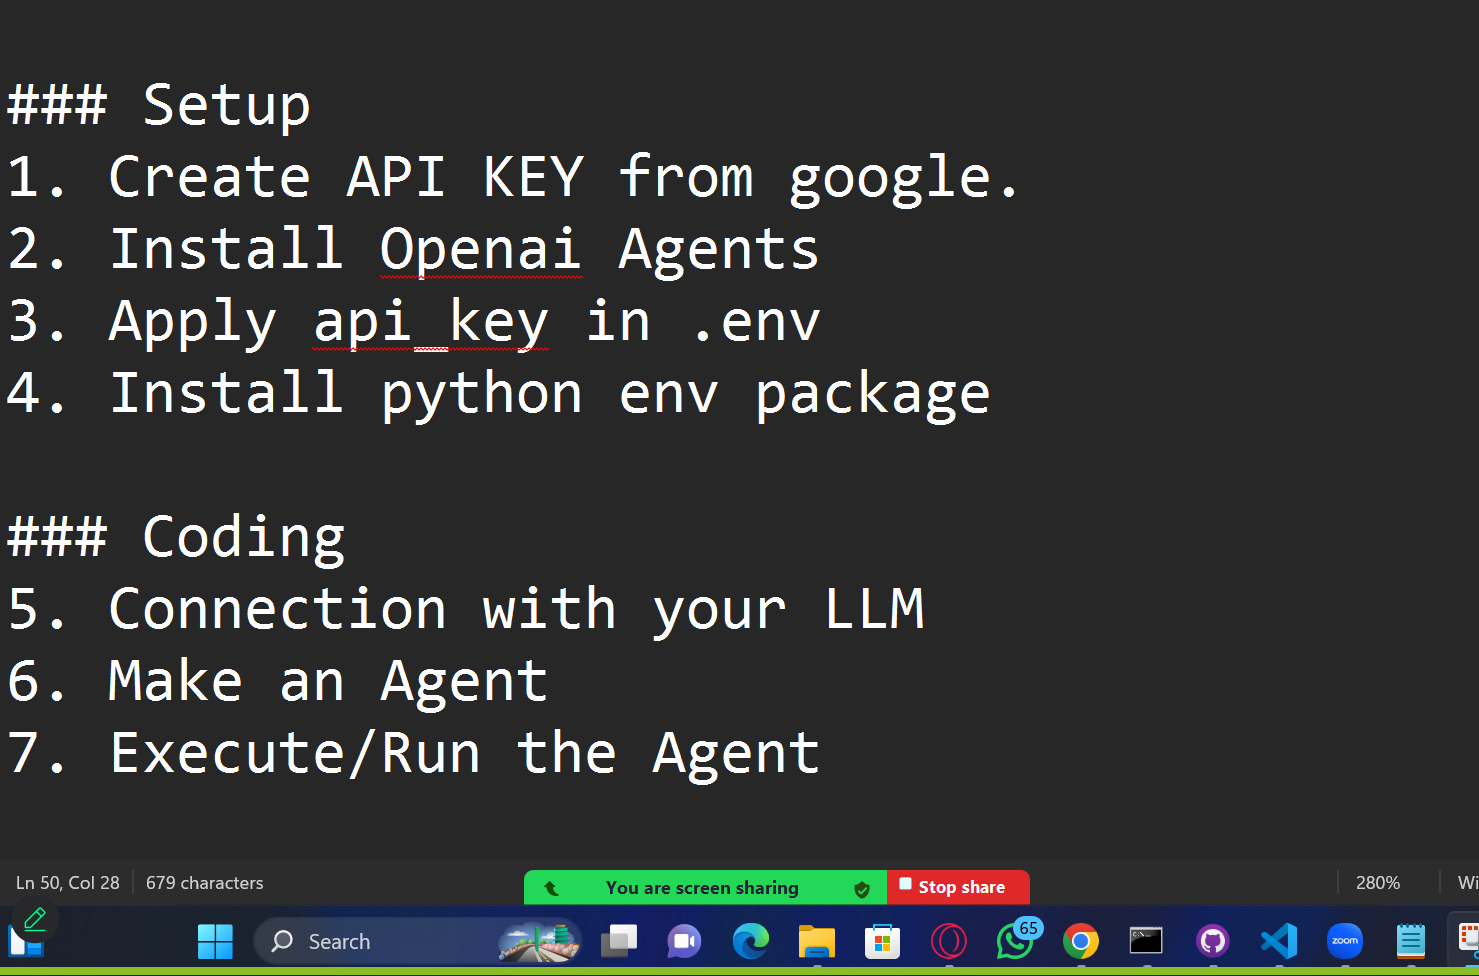 ### Setup
1. Create API KEY from google.
2. Install Openai Agents
3. Apply api_key in .env
4. Install python env package
### Coding
5. Connection with your LLM
6. Make an Agent
7. Execute/Run the Agent
Ln 50, Col 28 679 characters You are screen sharing Stop share 280% Wi
Search 65 zoom